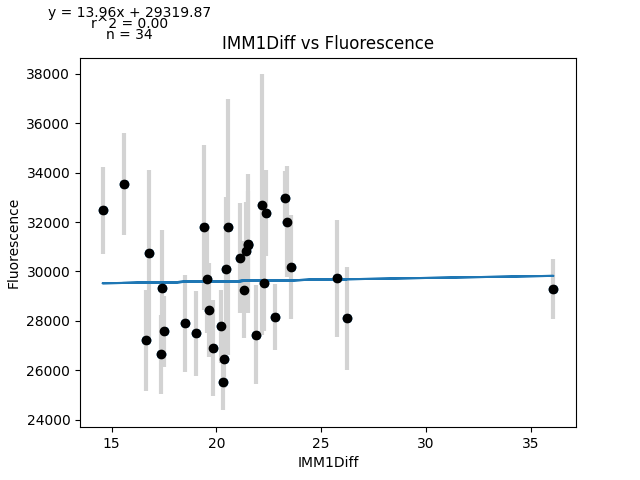 y = 13.96x + 29319.87
r^2 = 0.00
n = 34
IMM1Diff vs Fluorescence
38000
36000
34000
32000
30000
28000
26000
24000
Fluorescence
15 20 25 30 35
IMM1Diff